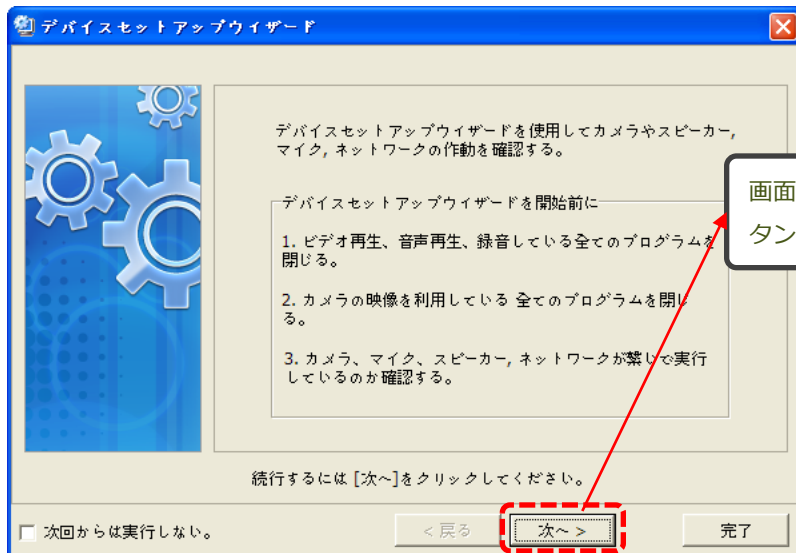 デバイスセットアップウィザード
デバイスセットアップウイザードを使用してカメラやスピーカー,
マイク, ネットワークの作動を確認する。
デバイスセットアップウイザードを開始前に
1. ビデオ再生、音声再生、録音している全てのプログラムを
閉じる。
2. カメラの映像を利用している 全てのプログラムを閉じ
る。
3. カメラ、マイク、スピーカー, ネットワークが繋いで実行
しているのか確認する。
続行するには [次へ]をクリックしてください。
次回からは実行しない。
< 戻る
次へ >
完了
画面
タン